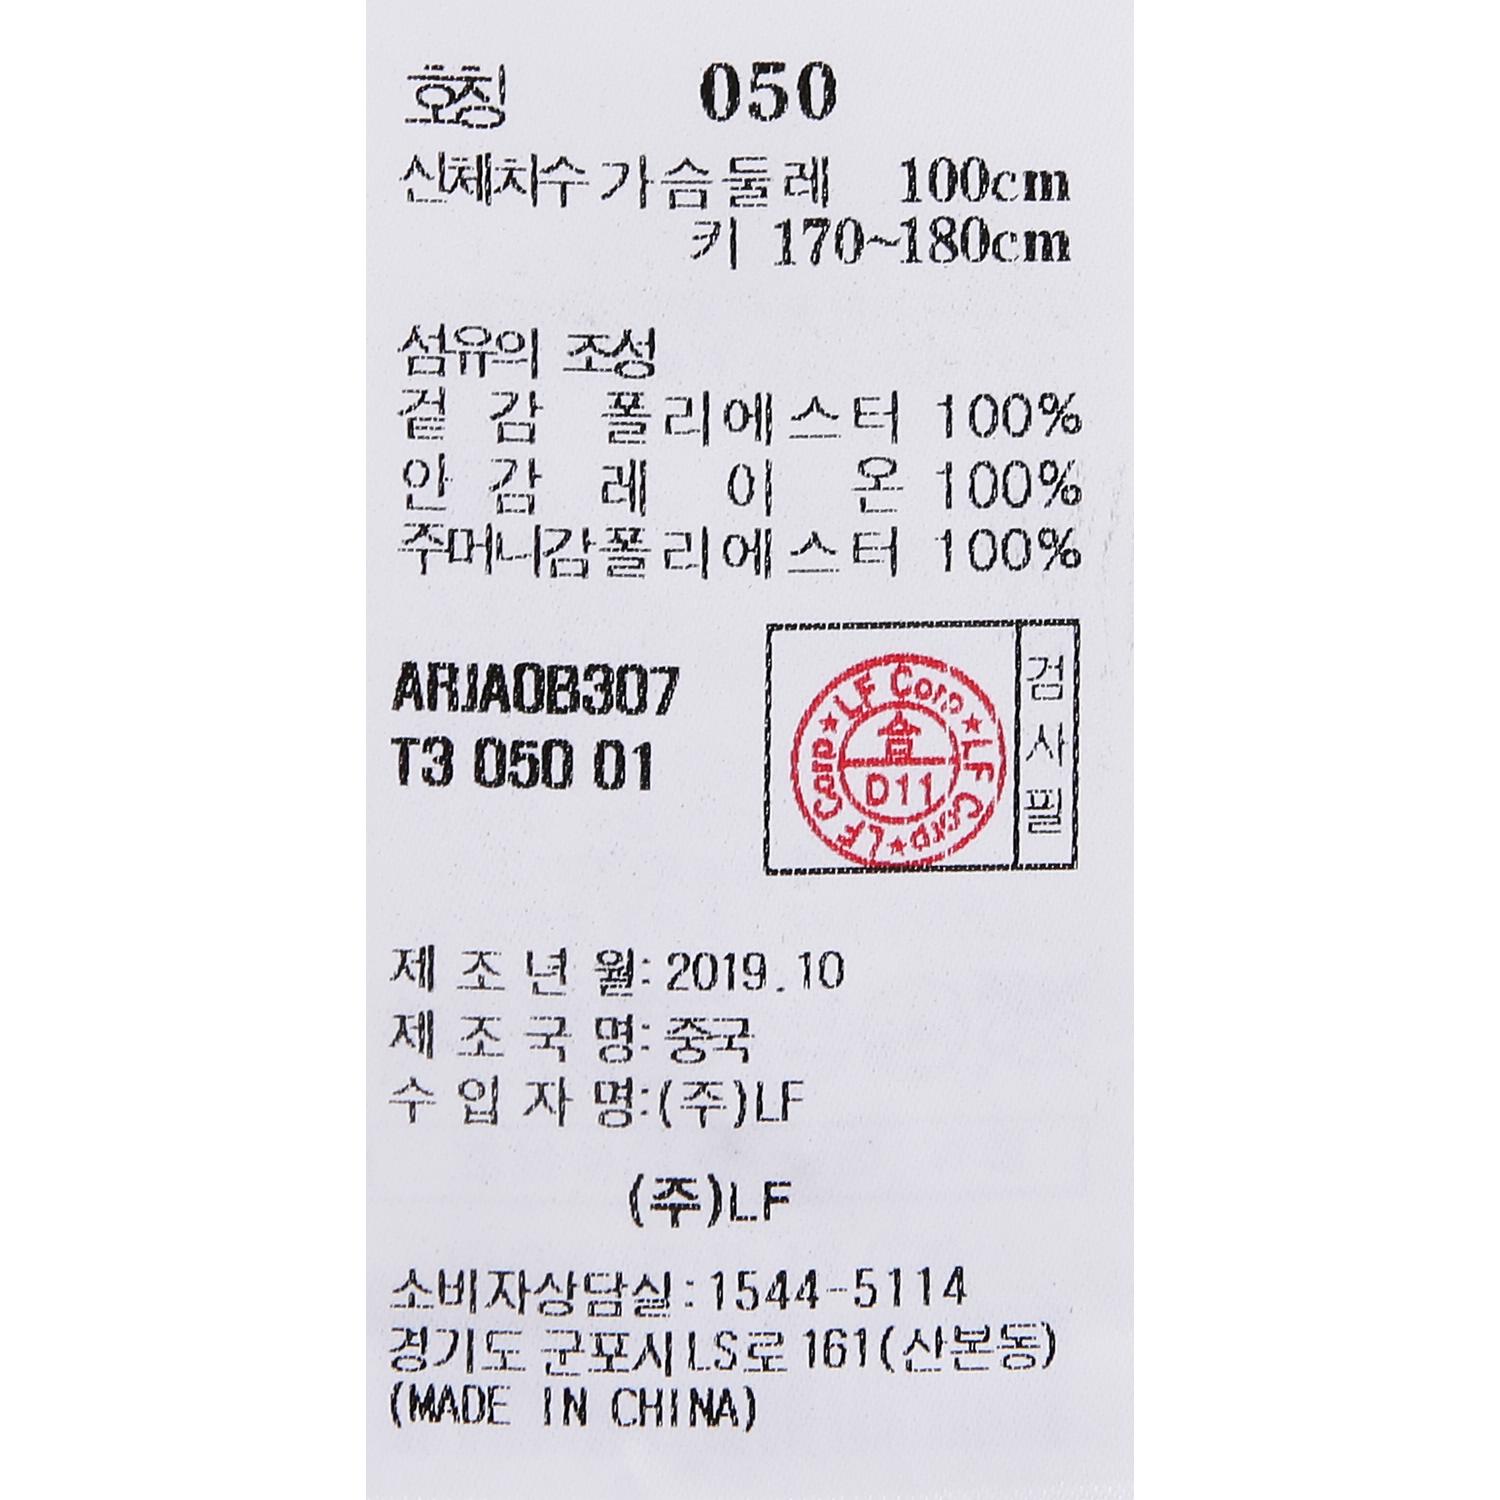 호칭 050
신체치수 가슴둘레 100cm
키 170~180cm
섬유의 조성
겉 감 폴리에스터 100%
안 감 레 이 온 100%
주머니감 폴리에스터 100%
ARJA0B307
T3 050 01
LF Corp ★ LF Corp ★ LF Corp ★ LF Corp ★
合
D11
검사필
제 조 년 월: 2019.10
제 조 국 명: 중국
수 입 자 명:(주)LF
(주)LF
소비자상담실:1544-5114
경기도 군포시 LS로 161(산본동)
(MADE IN CHINA)